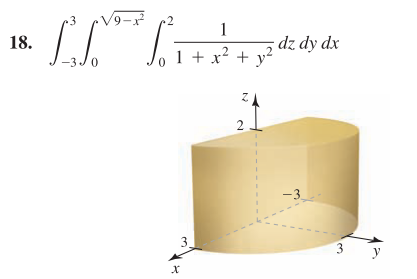 18. ∫_{-3}^{3} ∫_{0}^{√(9-x²)} ∫_{0}^{2} 1/(1 + x² + y²) dz dy dx
z
2
-3
3
3
x
y